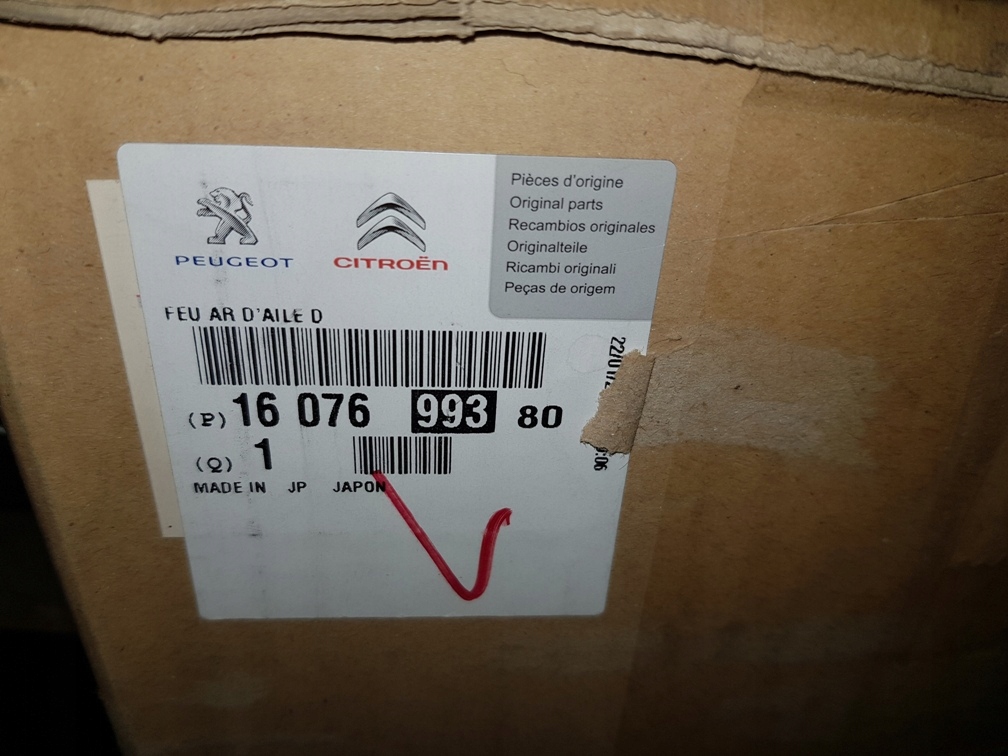 PEUGEOT
CITROËN
Pièces d'origine
Original parts
Recambios originales
Originalteile
Ricambi originali
Peças de origem
FEU AR D'AILE D
(P) 16 076 993 80
(Q) 1
MADE IN JP JAPON